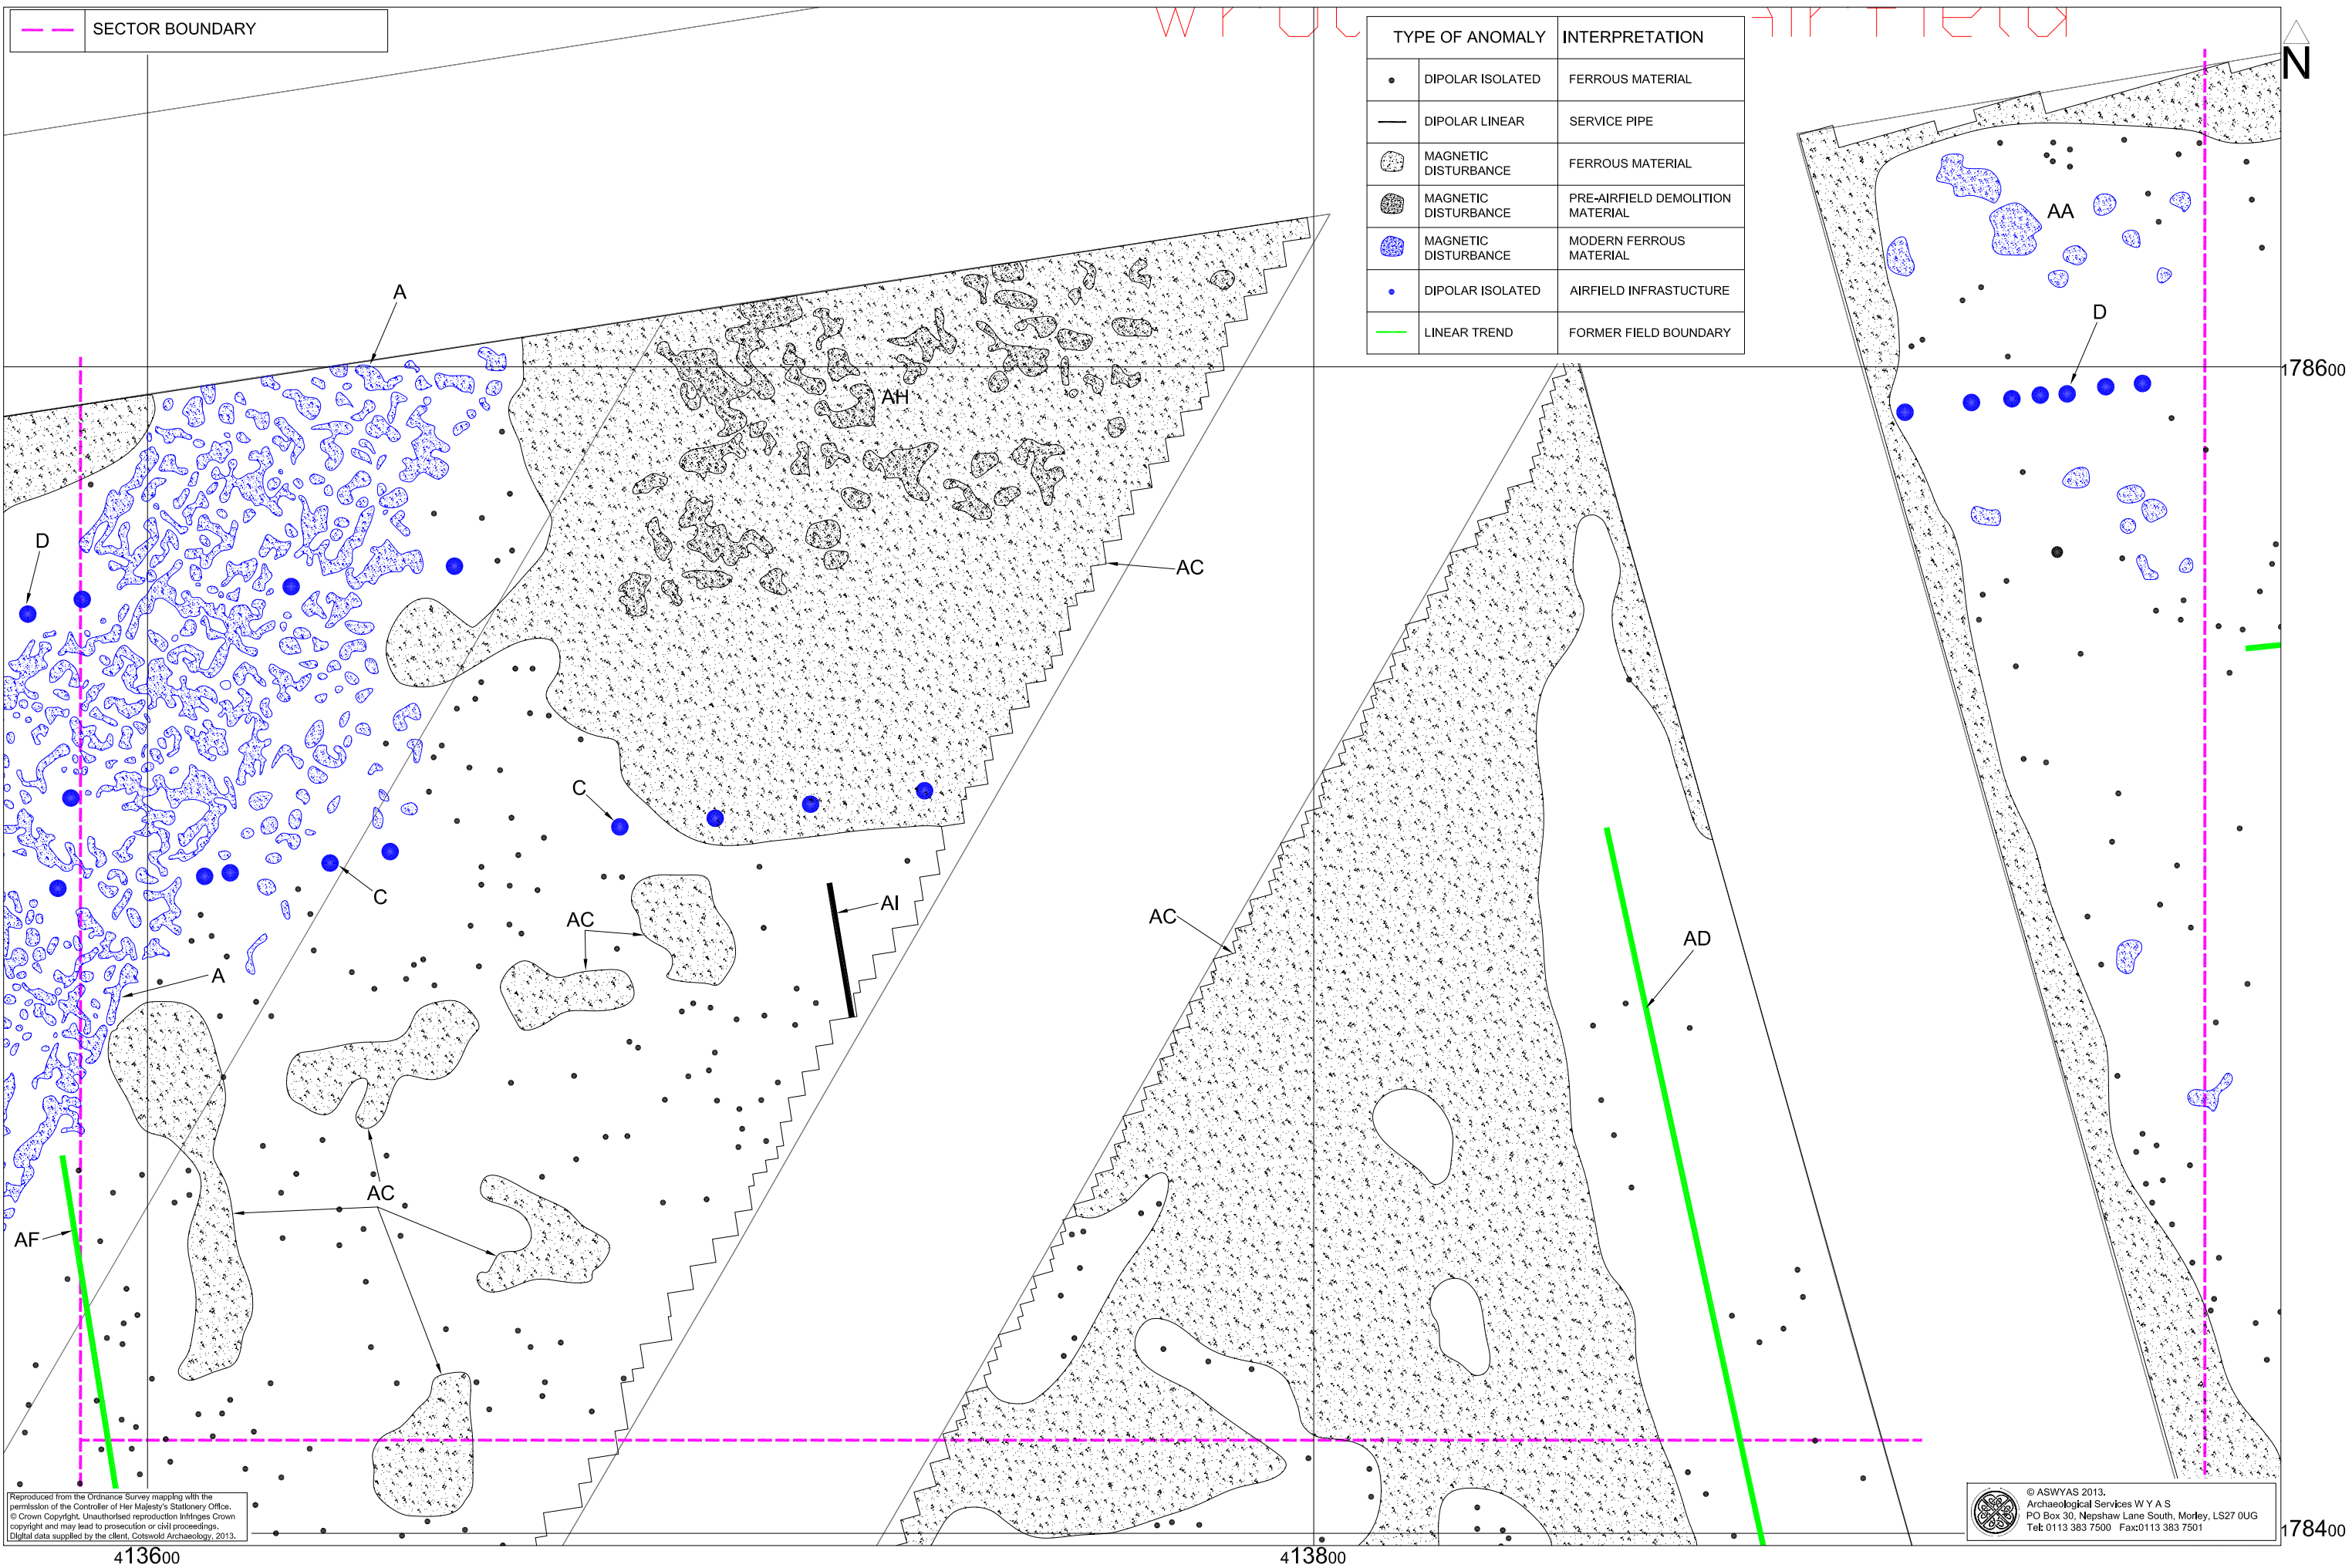 SECTOR BOUNDARY
TYPE OF ANOMALY INTERPRETATION
DIPOLAR ISOLATED FERROUS MATERIAL
DIPOLAR LINEAR SERVICE PIPE
MAGNETIC
DISTURBANCE
FERROUS MATERIAL
MAGNETIC
DISTURBANCE
PRE-AIRFIELD DEMOLITION
MATERIAL
MAGNETIC
DISTURBANCE
MODERN FERROUS
MATERIAL
DIPOLAR ISOLATED AIRFIELD INFRASTUCTURE
LINEAR TREND FORMER FIELD BOUNDARY
N
A
AA
D
178600
AH
D
AC
C
C
AI
AC
AC
AD
A
AC
AF
Reproduced from the Ordnance Survey mapping with the
permission of the Controller of Her Majesty's Stationery Office.
© Crown Copyright. Unauthorised reproduction infringes Crown
copyright and may lead to prosecution or civil proceedings.
Digital data supplied by the client, Cotswold Archaeology, 2013.
© ASWYAS 2013.
Archaeological Services W Y A S
PO Box 30, Nepshaw Lane South, Morley, LS27 0UG
Tel: 0113 383 7500 Fax:0113 383 7501
178400
413600
413800